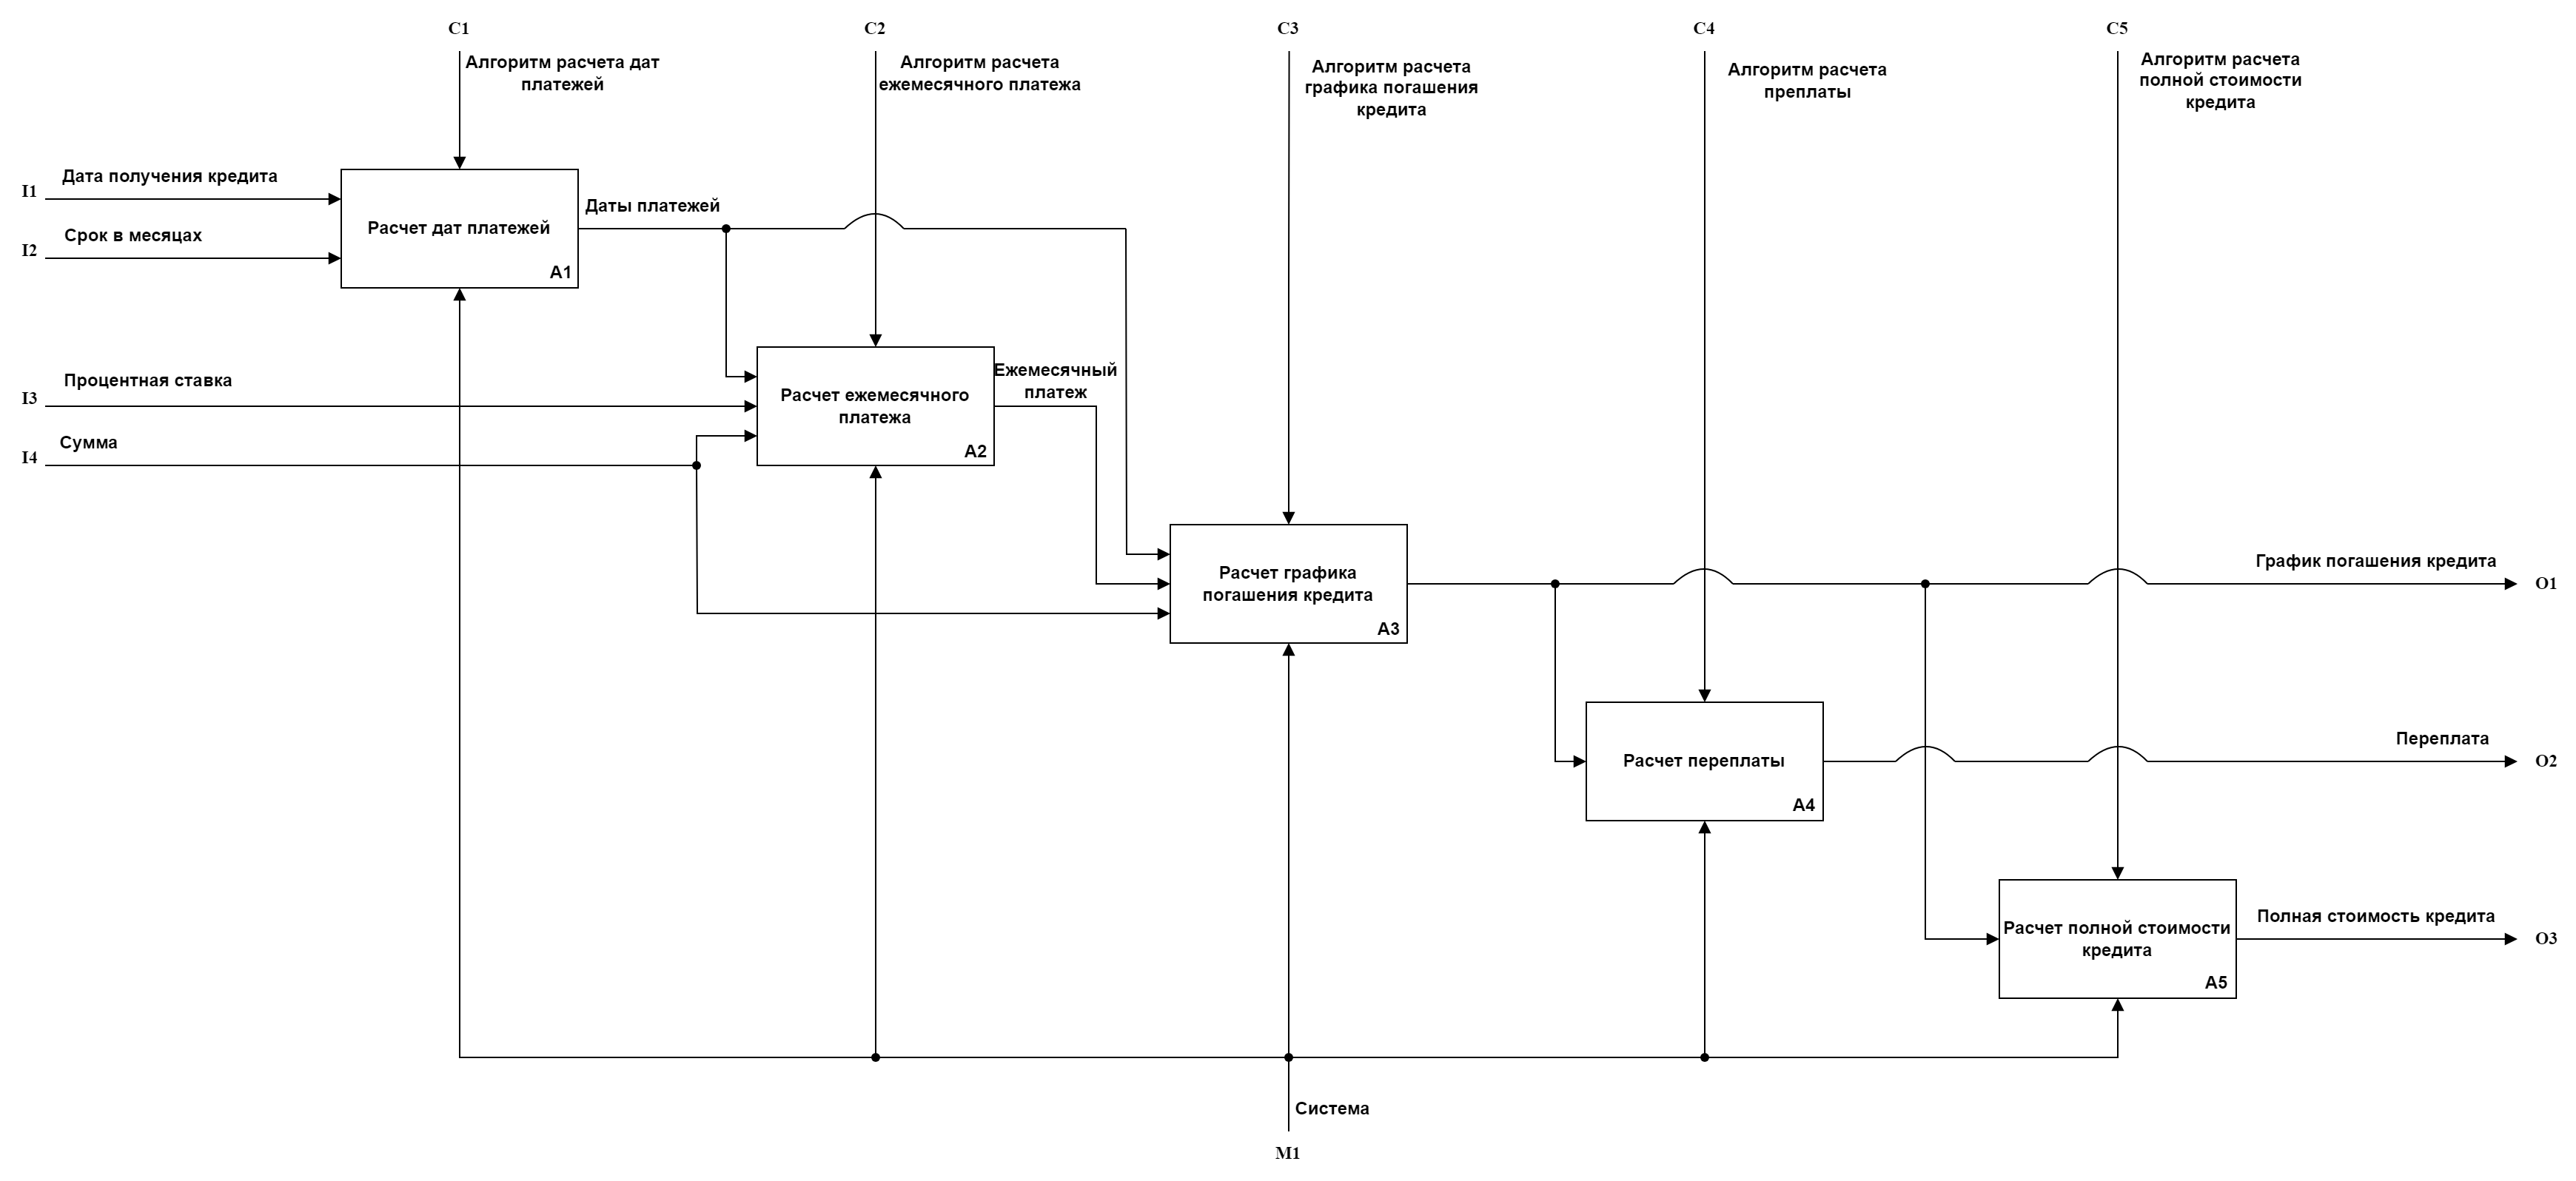 C1
C2
C3
C4
C5
Алгоритм расчета дат
платежей
Алгоритм расчета
ежемесячного платежа
Алгоритм расчета
графика погашения
кредита
Алгоритм расчета
преплаты
Алгоритм расчета
полной стоимости
кредита
I1
Дата получения кредита
I2
Срок в месяцах
Расчет дат платежей
A1
Даты платежей
I3
Процентная ставка
I4
Сумма
Расчет ежемесячного
платежа
A2
Ежемесячный
платеж
Расчет графика
погашения кредита
A3
График погашения кредита
O1
Расчет переплаты
A4
Переплата
O2
Расчет полной стоимости
кредита
A5
Полная стоимость кредита
O3
Система
M1